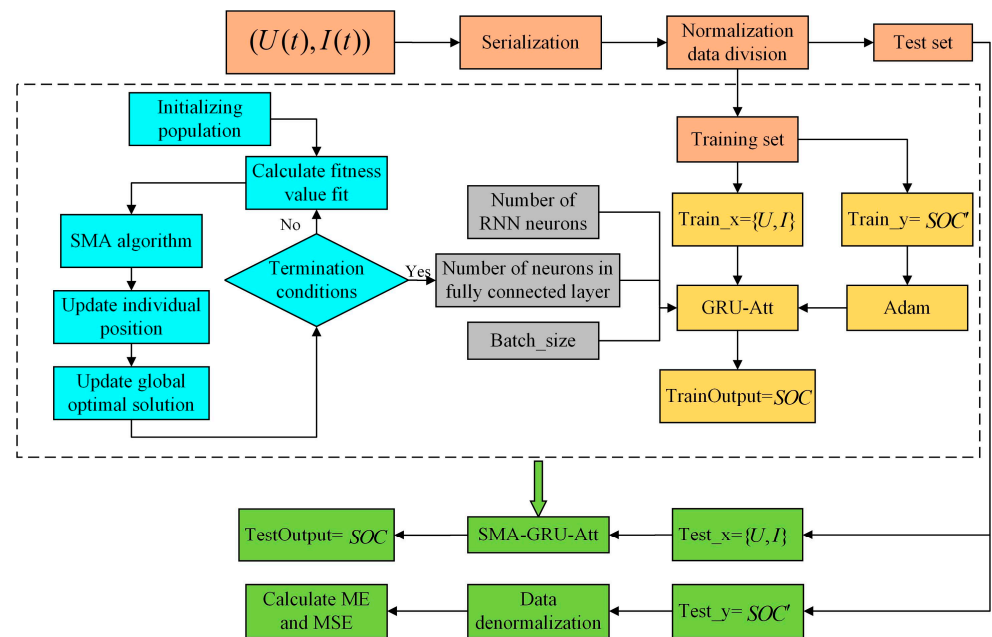 (U(t),I(t))
Serialization
Normalization
data division
Test set
Initializing
population
Calculate fitness
value fit
No
SMA algorithm
Termination
conditions
Yes
Update individual
position
Update global
optimal solution
Number of
RNN neurons
Number of neurons in
fully connected layer
Batch_size
Training set
Train_x={U,I}
Train_y= SOC'
GRU-Att
Adam
TrainOutput=SOC
TestOutput= SOC
SMA-GRU-Att
Test_x={U,I}
Calculate ME
and MSE
Data
denormalization
Test_y= SOC'